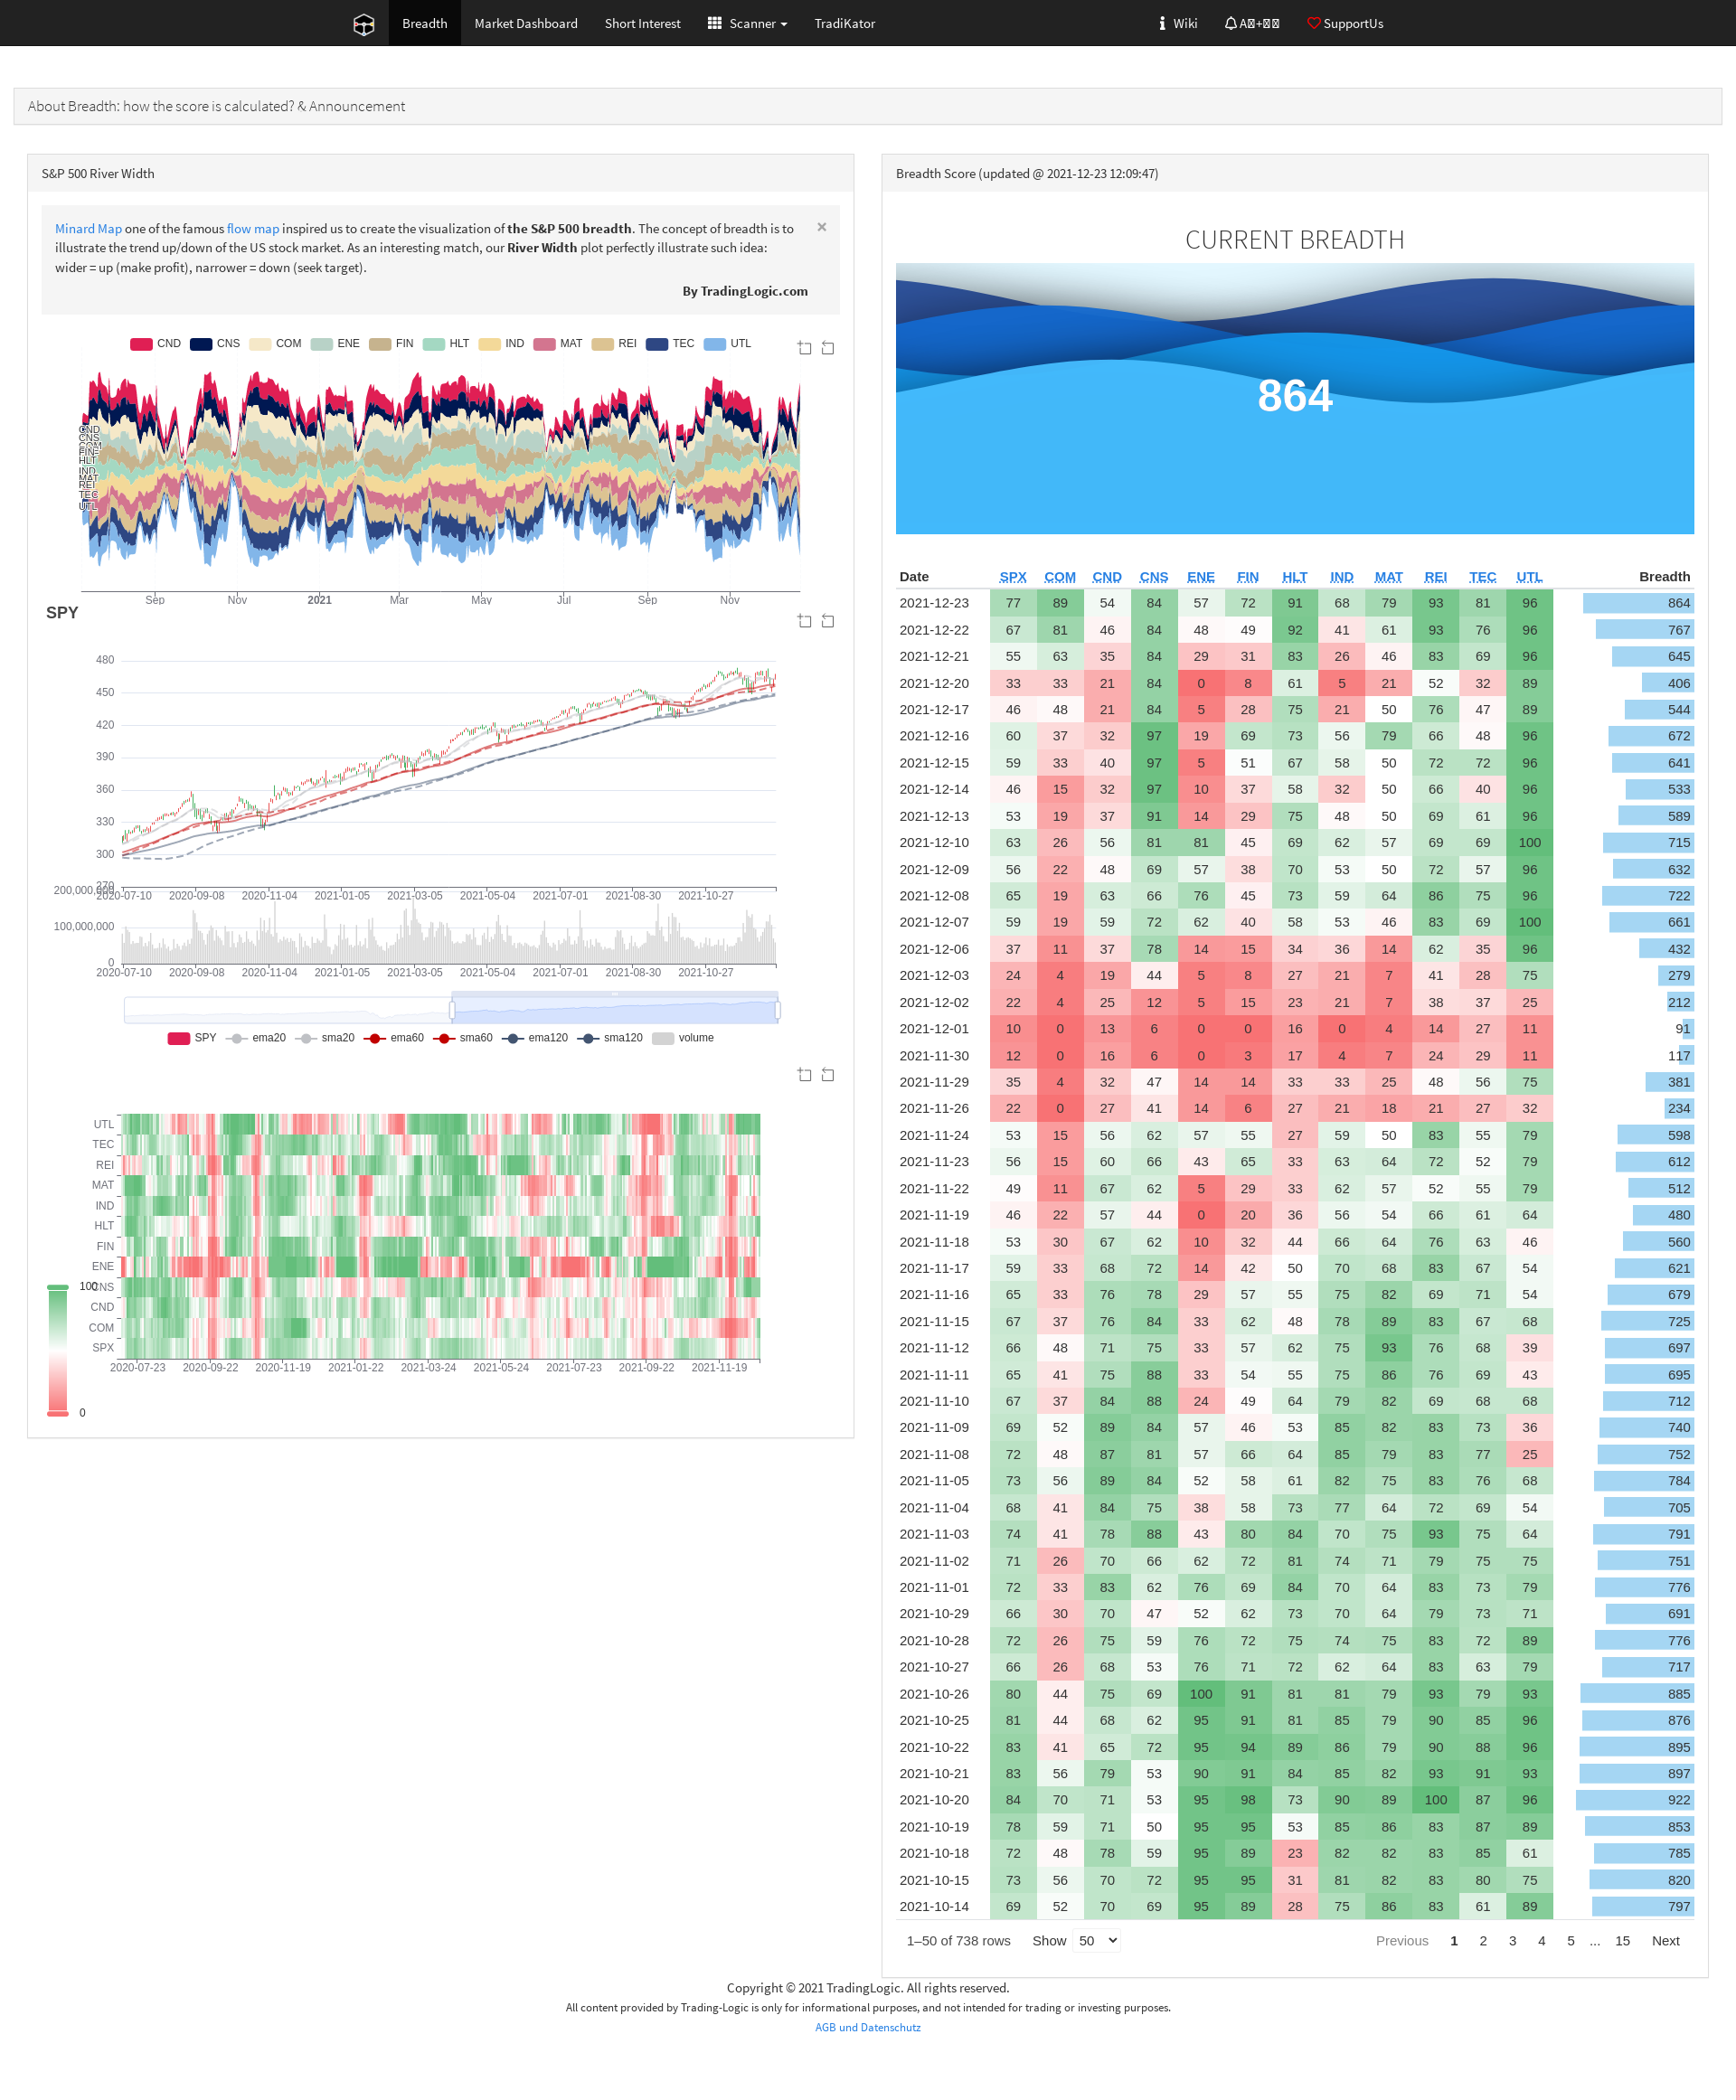 Breadth Market Dashboard Short Interest Scanner TradiKator Wiki SupportUs
About Breadth: how the score is calculated? & Announcement
S&P 500 River Width
Minard Map one of the famous flow map inspired us to create the visualization of the S&P 500 breadth. The concept of breadth is to
illustrate the trend up/down of the US stock market. As an interesting match, our River Width plot perfectly illustrate such idea:
wider = up (make profit), narrower = down (seek target).
×
By TradingLogic.com
CND CNS COM ENE FIN HLT IND MAT REI TEC UTL
CND
CNS
COM
FIN
HLT
IND
MAT
REI
TEC
UTL
Sep Nov 2021 Mar May Jul Sep Nov
SPY
480
450
420
390
360
330
300
270
2020-07-10 2020-09-08 2020-11-04 2021-01-05 2021-03-05 2021-05-04 2021-07-01 2021-08-30 2021-10-27
200,000,000
100,000,000
0
2020-07-10 2020-09-08 2020-11-04 2021-01-05 2021-03-05 2021-05-04 2021-07-01 2021-08-30 2021-10-27
SPY ema20 sma20 ema60 sma60 ema120 sma120 volume
UTL
TEC
REI
MAT
IND
HLT
FIN
ENE
CNS
CND
COM
SPX
2020-07-23 2020-09-22 2020-11-19 2021-01-22 2021-03-24 2021-05-24 2021-07-23 2021-09-22 2021-11-19
100
0
Breadth Score (updated @ 2021-12-23 12:09:47)
CURRENT BREADTH
864
Date SPX COM CND CNS ENE FIN HLT IND MAT REI TEC UTL Breadth
2021-12-23 77 89 54 84 57 72 91 68 79 93 81 96 864
2021-12-22 67 81 46 84 48 49 92 41 61 93 76 96 767
2021-12-21 55 63 35 84 29 31 83 26 46 83 69 96 645
2021-12-20 33 33 21 84 0 8 61 5 21 52 32 89 406
2021-12-17 46 48 21 84 5 28 75 21 50 76 47 89 544
2021-12-16 60 37 32 97 19 69 73 56 79 66 48 96 672
2021-12-15 59 33 40 97 5 51 67 58 50 72 72 96 641
2021-12-14 46 15 32 97 10 37 58 32 50 66 40 96 533
2021-12-13 53 19 37 91 14 29 75 48 50 69 61 96 589
2021-12-10 63 26 56 81 81 45 69 62 57 69 69 100 715
2021-12-09 56 22 48 69 57 38 70 53 50 72 57 96 632
2021-12-08 65 19 63 66 76 45 73 59 64 86 75 96 722
2021-12-07 59 19 59 72 62 40 58 53 46 83 69 100 661
2021-12-06 37 11 37 78 14 15 34 36 14 62 35 96 432
2021-12-03 24 4 19 44 5 8 27 21 7 41 28 75 279
2021-12-02 22 4 25 12 5 15 23 21 7 38 37 25 212
2021-12-01 10 0 13 6 0 0 16 0 4 14 27 11 91
2021-11-30 12 0 16 6 0 3 17 4 7 24 29 11 117
2021-11-29 35 4 32 47 14 14 33 33 25 48 56 75 381
2021-11-26 22 0 27 41 14 6 27 21 18 21 27 32 234
2021-11-24 53 15 56 62 57 55 27 59 50 83 55 79 598
2021-11-23 56 15 60 66 43 65 33 63 64 72 52 79 612
2021-11-22 49 11 67 62 5 29 33 62 57 52 55 79 512
2021-11-19 46 22 57 44 0 20 36 56 54 66 61 64 480
2021-11-18 53 30 67 62 10 32 44 66 64 76 63 46 560
2021-11-17 59 33 68 72 14 42 50 70 68 83 67 54 621
2021-11-16 65 33 76 78 29 57 55 75 82 69 71 54 679
2021-11-15 67 37 76 84 33 62 48 78 89 83 67 68 725
2021-11-12 66 48 71 75 33 57 62 75 93 76 68 39 697
2021-11-11 65 41 75 88 33 54 55 75 86 76 69 43 695
2021-11-10 67 37 84 88 24 49 64 79 82 69 68 68 712
2021-11-09 69 52 89 84 57 46 53 85 82 83 73 36 740
2021-11-08 72 48 87 81 57 66 64 85 79 83 77 25 752
2021-11-05 73 56 89 84 52 58 61 82 75 83 76 68 784
2021-11-04 68 41 84 75 38 58 73 77 64 72 69 54 705
2021-11-03 74 41 78 88 43 80 84 70 75 93 75 64 791
2021-11-02 71 26 70 66 62 72 81 74 71 79 75 75 751
2021-11-01 72 33 83 62 76 69 84 70 64 83 73 79 776
2021-10-29 66 30 70 47 52 62 73 70 64 79 73 71 691
2021-10-28 72 26 75 59 76 72 75 74 75 83 72 89 776
2021-10-27 66 26 68 53 76 71 72 62 64 83 63 79 717
2021-10-26 80 44 75 69 100 91 81 81 79 93 79 93 885
2021-10-25 81 44 68 62 95 91 81 85 79 90 85 96 876
2021-10-22 83 41 65 72 95 94 89 86 79 90 88 96 895
2021-10-21 83 56 79 53 90 91 84 85 82 93 91 93 897
2021-10-20 84 70 71 53 95 98 73 90 89 100 87 96 922
2021-10-19 78 59 71 50 95 95 53 85 86 83 87 89 853
2021-10-18 72 48 78 59 95 89 23 82 82 83 85 61 785
2021-10-15 73 56 70 72 95 95 31 81 82 83 80 75 820
2021-10-14 69 52 70 69 95 89 28 75 86 83 61 89 797
1–50 of 738 rows Show 50 Previous 1 2 3 4 5 ... 15 Next
Copyright © 2021 TradingLogic. All rights reserved.
All content provided by Trading-Logic is only for informational purposes, and not intended for trading or investing purposes.
AGB und Datenschutz